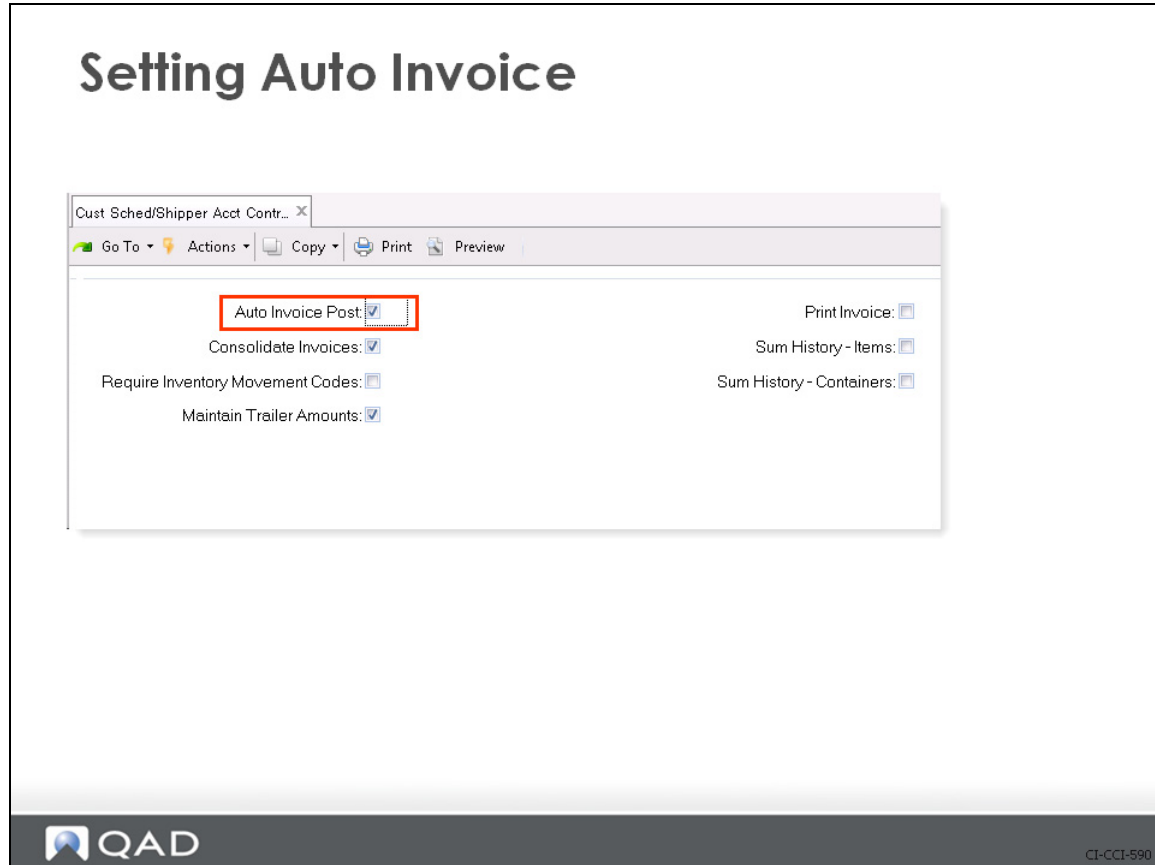 Setting Auto Invoice
Cust Sched/Shipper Acct Contr...
Go To Actions Copy Print Preview
Auto Invoice Post: Print Invoice:
Consolidate Invoices: Sum History - Items:
Require Inventory Movement Codes: Sum History - Containers:
Maintain Trailer Amounts:
QAD
CI-CCI-590